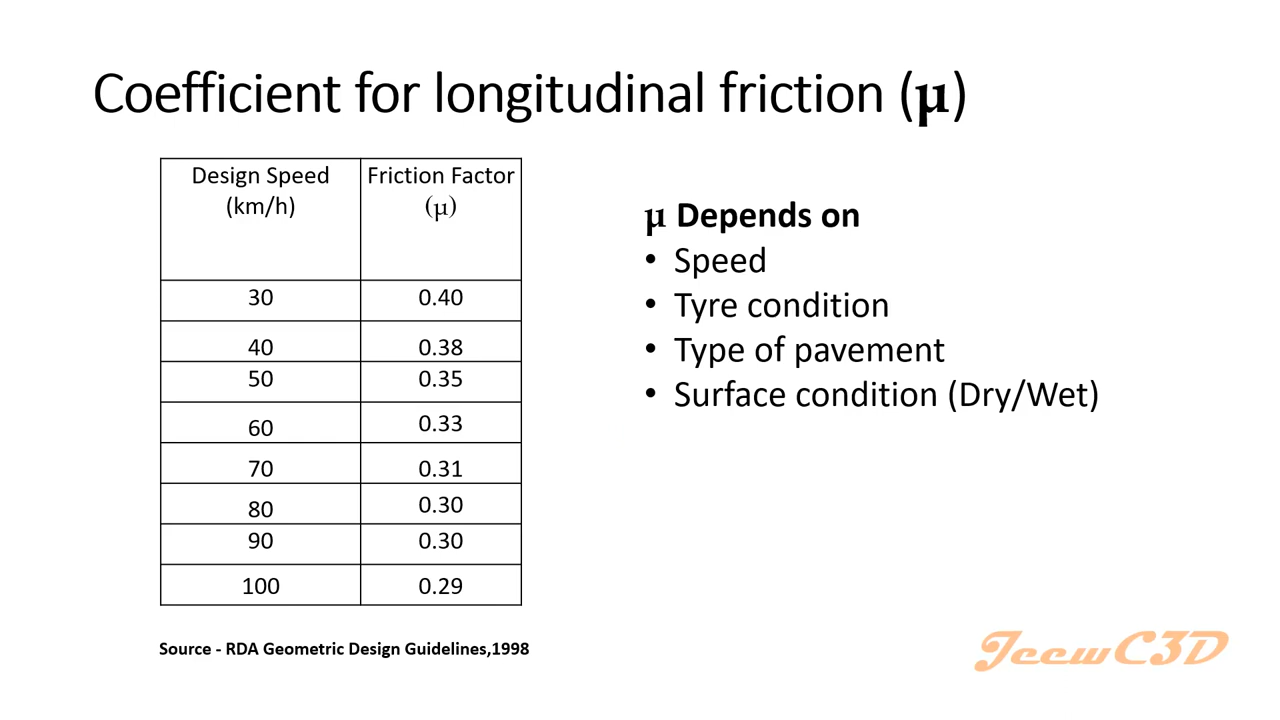 Coefficient for longitudinal friction (μ)
Design Speed (km/h) Friction Factor (μ)
30 0.40
40 0.38
50 0.35
60 0.33
70 0.31
80 0.30
90 0.30
100 0.29
Source - RDA Geometric Design Guidelines,1998
μ Depends on
• Speed
• Tyre condition
• Type of pavement
• Surface condition (Dry/Wet)
JeewC3D